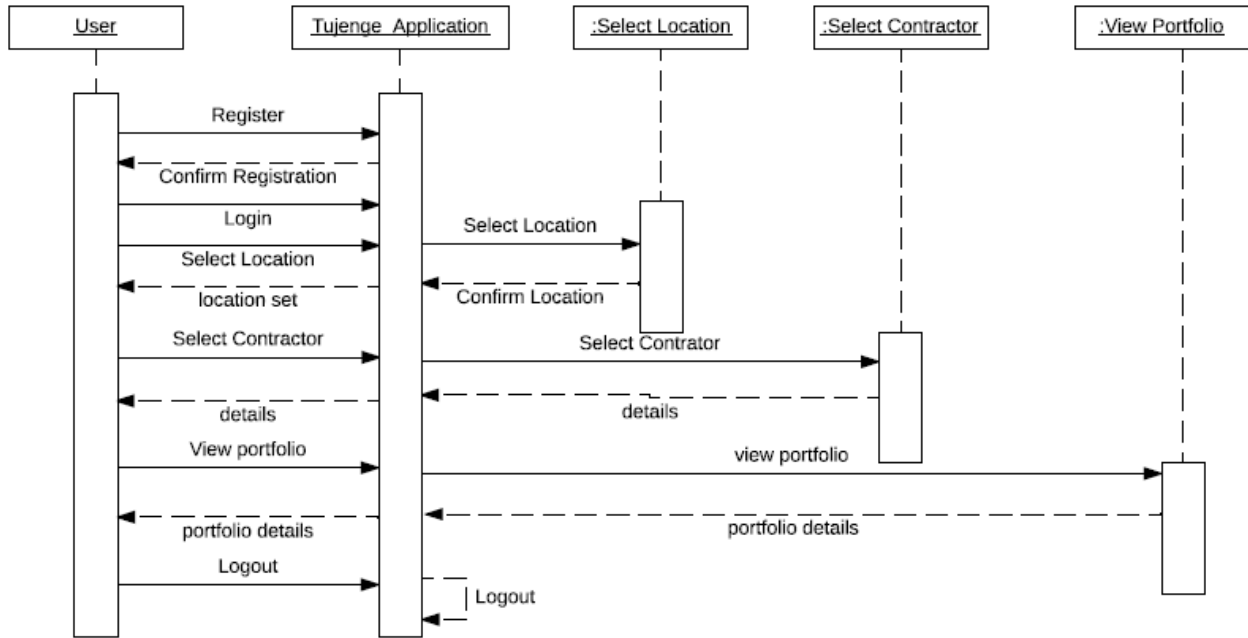 User
Tujenge Application
:Select Location
:Select Contractor
:View Portfolio
Register
Confirm Registration
Login
Select Location
Select Location
location set
Confirm Location
Select Contractor
Select Contrator
details
details
View portfolio
view portfolio
portfolio details
portfolio details
Logout
Logout